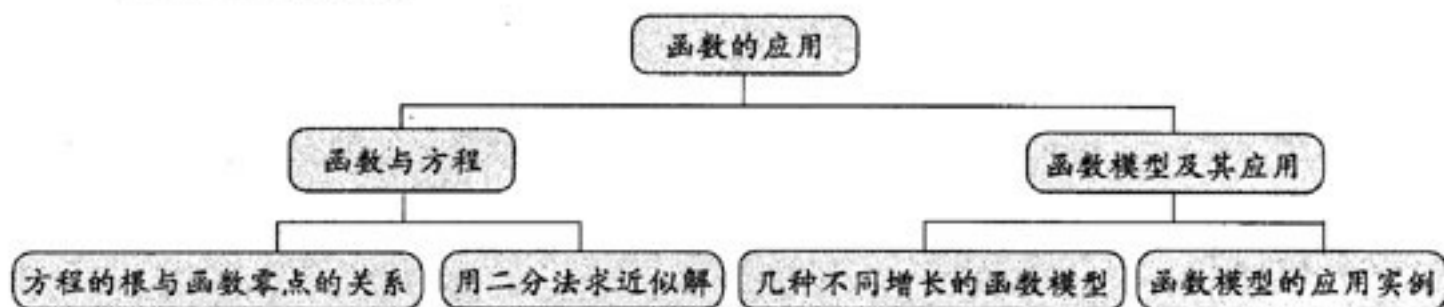 函数的应用
函数与方程
函数模型及其应用
方程的根与函数零点的关系
用二分法求近似解
几种不同增长的函数模型
函数模型的应用实例